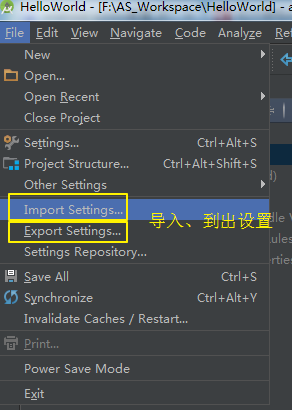 HelloWorld - [F:\AS_Workspace\HelloWorld] - a
File Edit View Navigate Code Analyze Ref
New
Open...
Open Recent
Close Project
Settings... Ctrl+Alt+S
Project Structure... Ctrl+Alt+Shift+S
Other Settings
Import Settings...
导入、到出设置
Export Settings...
Settings Repository...
Save All Ctrl+S
Synchronize Ctrl+Alt+Y
Invalidate Caches / Restart...
Print...
Power Save Mode
Exit